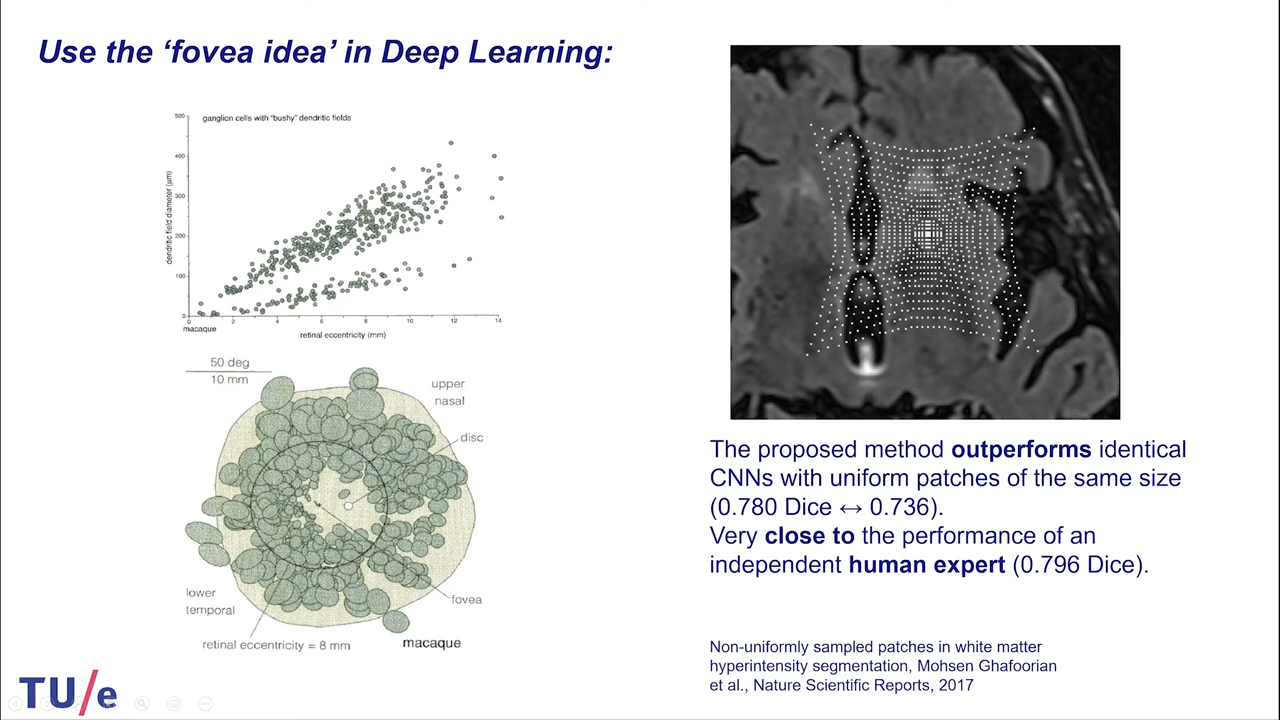 Use the ‘fovea idea’ in Deep Learning:
ganglion cells with "bushy" dendritic fields
dendritic field diameter (μm)
500
400
300
200
100
0
0
2
4
6
8
10
12
14
macaque
retinal eccentricity (mm)
50 deg
10 mm
upper
nasal
disc
lower
temporal
fovea
retinal eccentricity = 8 mm
macaque
The proposed method outperforms identical
CNNs with uniform patches of the same size
(0.780 Dice ↔ 0.736).
Very close to the performance of an
independent human expert (0.796 Dice).
Non-uniformly sampled patches in white matter
hyperintensity segmentation, Mohsen Ghafoorian
et al., Nature Scientific Reports, 2017
TU/e